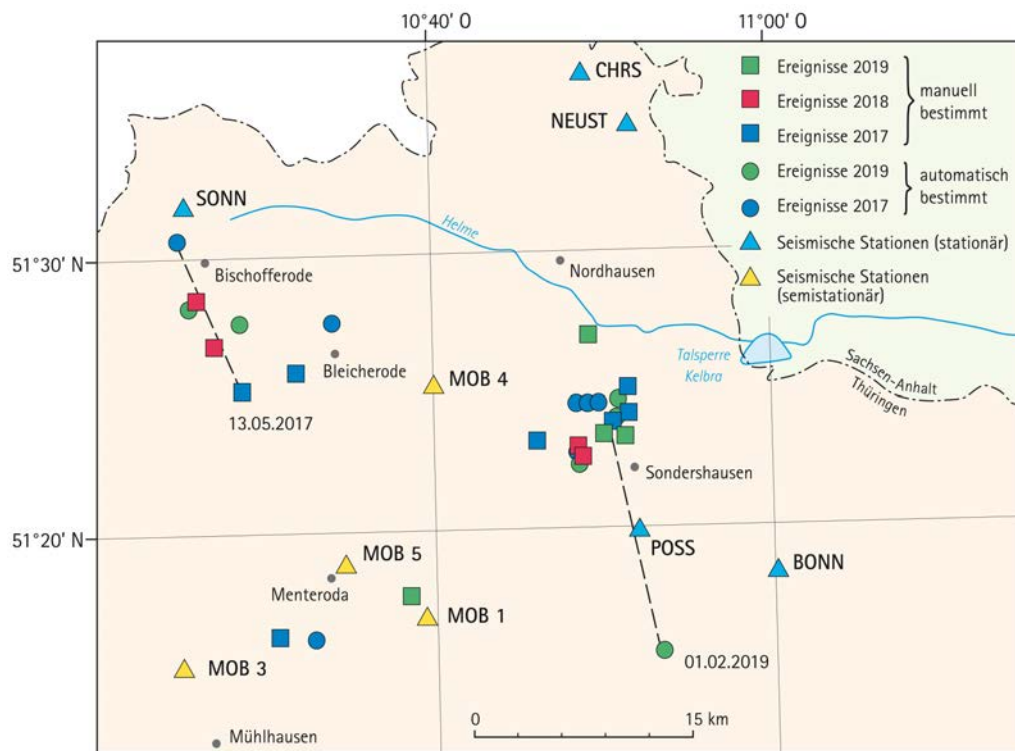 10°40' O
11°00' O
CHRS
NEUST
SONN
Helme
51°30' N
Bischofferode
Nordhausen
Bleicherode
MOB 4
Talsperre
Kelbra
Sachsen-Anhalt
Thüringen
13.05.2017
Sondershausen
51°20' N
MOB 5
POSS
BONN
Menteroda
MOB 1
MOB 3
01.02.2019
Mühlhausen
0
15 km
Ereignisse 2019
Ereignisse 2018
Ereignisse 2017
manuell
bestimmt
Ereignisse 2019
Ereignisse 2017
automatisch
bestimmt
Seismische Stationen (stationär)
Seismische Stationen
(semistationär)